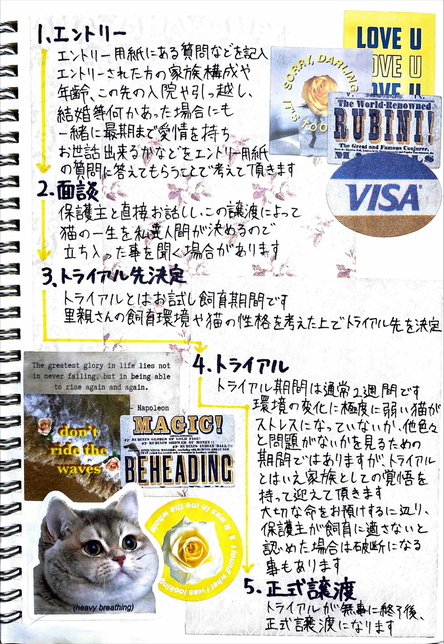 1、エントリー
エントリー用紙にある質問などを記入
エントリーされた方の家族構成や
年齢、この先の入院や引っ越し、
結婚等何かあった場合にも
一緒に最期まで愛情を持ち
お世話出来るかなどをエントリー用紙
の質問に答えてもらうことで考えて頂きます
2.面談
保護主と直接お話しし、この譲渡によって
猫の一生を私達人間が決めるので
立ち入った事を聞く場合があります
3、トライアル先決定
トライアルとはお試し飼育期間です
里親さんの飼育環境や猫の性格を考えた上でトライアル先を決定
4、トライアル
トライアル期間は通常2週間です
環境の変化に極度に弱い猫が
ストレスになっていないか、他色々
と問題がないかを見るための
期間ではありますが、トライアル
とはいえ家族としての覚悟を
持って迎えて頂きます
大切な命をお預けするに辺り、
保護主が飼育に適さないと
認めた場合は破断になる
事もあります
5、正式譲渡
トライアルが無事に終了後、
正式譲渡になります
LOVE U
LOVE U
LOVE U
SORRY, DARLING,
The World-Renowned
RUBINI!
The Great and Famous Conjurer,
VISA
The greatest glory in life lies not
in never failing, but in being able
to rise again and again.
- Napoleon
don't
ride the
waves
MAGIC!
BEHEADING
(heavy breathing)